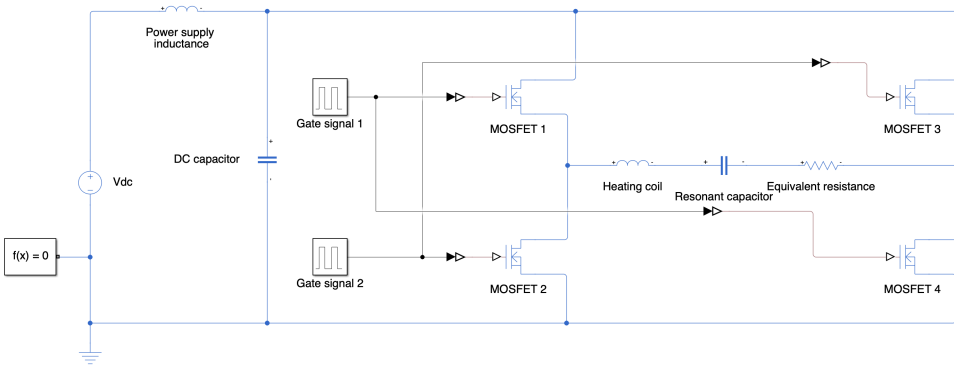 Power supply
inductance
Gate signal 1
MOSFET 1
MOSFET 3
DC capacitor
Vdc
Heating coil
Resonant capacitor
Equivalent resistance
f(x) = 0
Gate signal 2
MOSFET 2
MOSFET 4